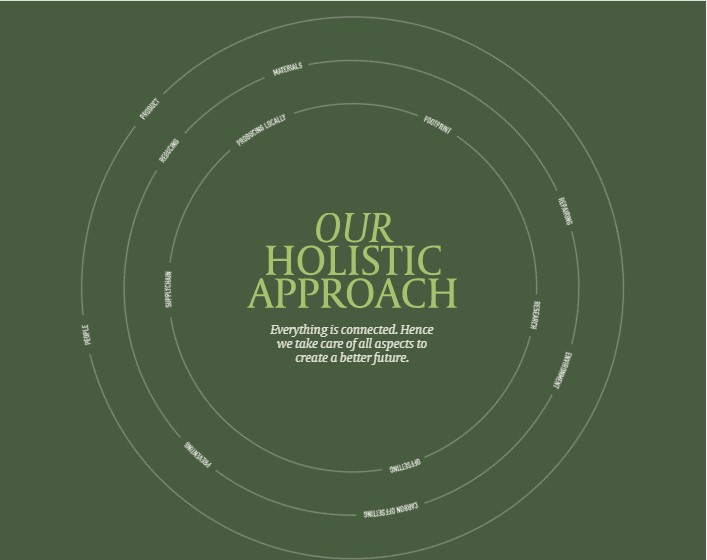 MATERIALS
PRODUCT
PRODUCING LOCALLY
FOOTPRINT
REDUCING
REPAIRING
OUR
HOLISTIC
APPROACH
SUPPLYCHAIN
RESEARCH
Everything is connected. Hence
we take care of all aspects to
create a better future.
PEOPLE
ENVIRONMENT
PREVENTING
OFFSETTING
CARBON OFFSETTING